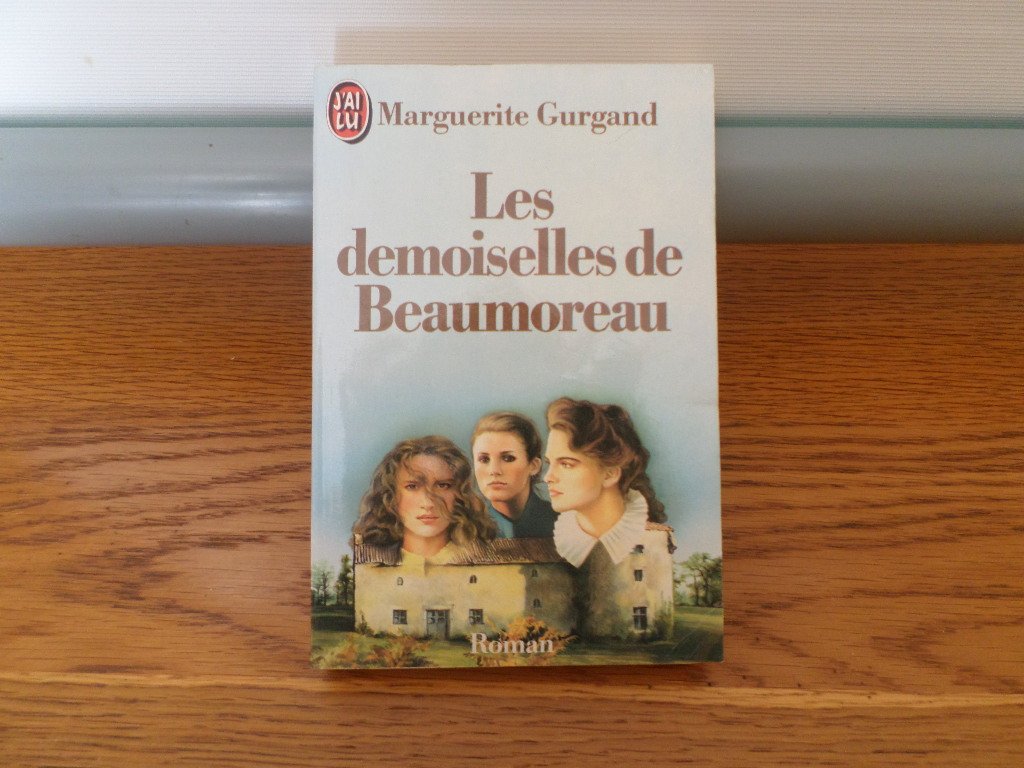 J'AI
LU
Marguerite Gurgand
Les
demoiselles de
Beaumoreau
Roman